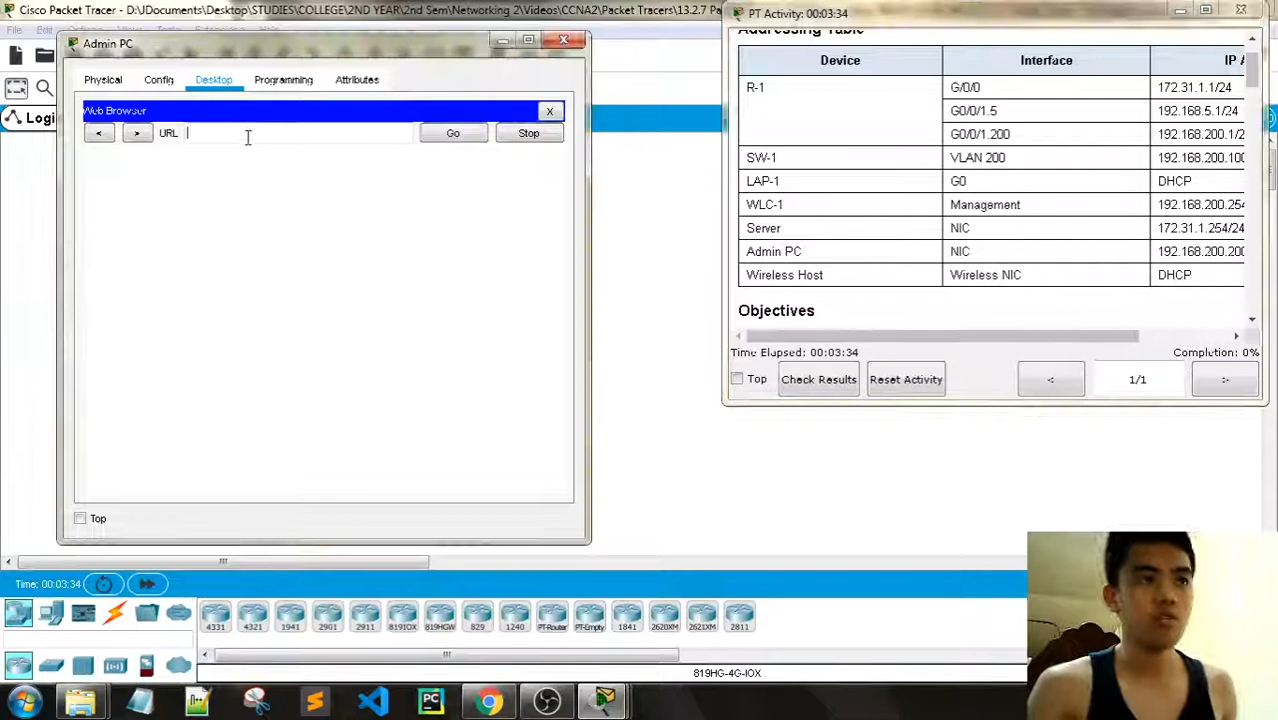 Cisco Packet Tracer - D:\Documents\Desktop\STUDIES\COLLEGE\2ND YEAR\2nd Sem\Networking 2\Videos\CCNA2\Packet Tracers\13.2.7 Pa
PT Activity: 00:03:34
File Edit
Admin PC
Physical Config Desktop Programming Attributes
Logi
Web Browser X
< > URL Go Stop
Top
Addressing Table
Device Interface IP A
R-1 G/0/0 172.31.1.1/24
G0/0/1.5 192.168.5.1/24
G0/0/1.200 192.168.200.1/2
SW-1 VLAN 200 192.168.200.100
LAP-1 G0 DHCP
WLC-1 Management 192.168.200.254
Server NIC 172.31.1.254/24
Admin PC NIC 192.168.200.200
Wireless Host Wireless NIC DHCP
Objectives
Time Elapsed: 00:03:34 Completion: 0%
Top Check Results Reset Activity < 1/1 >
Time: 00:03:34
4331 4321 1941 2901 2911 819IOX 819HGW 829 1240 PT-Router PT-Empty 1841 2620XM 2621XM 2811
819HG-4G-IOX
PC